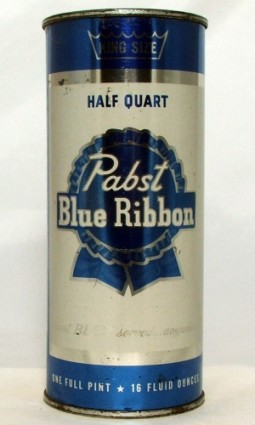 KING SIZE
HALF QUART
Pabst
Blue Ribbon
ONE FULL PINT ★ 16 FLUID OUNCES